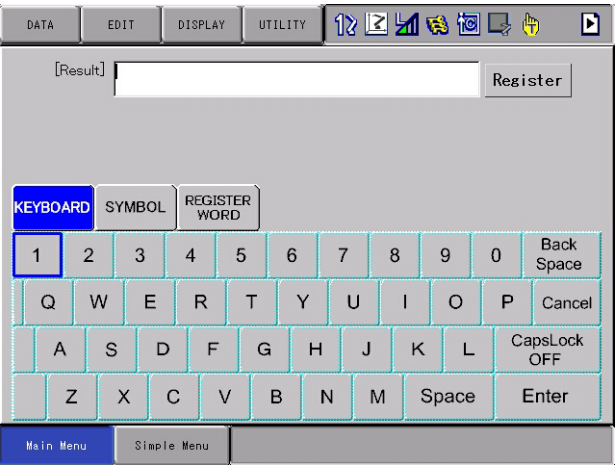 DATA EDIT DISPLAY UTILITY
[Result] Register
KEYBOARD SYMBOL REGISTER
WORD
1 2 3 4 5 6 7 8 9 0 Back
Space
Q W E R T Y U I O P Cancel
A S D F G H J K L CapsLock
OFF
Z X C V B N M Space Enter
Main Menu Simple Menu